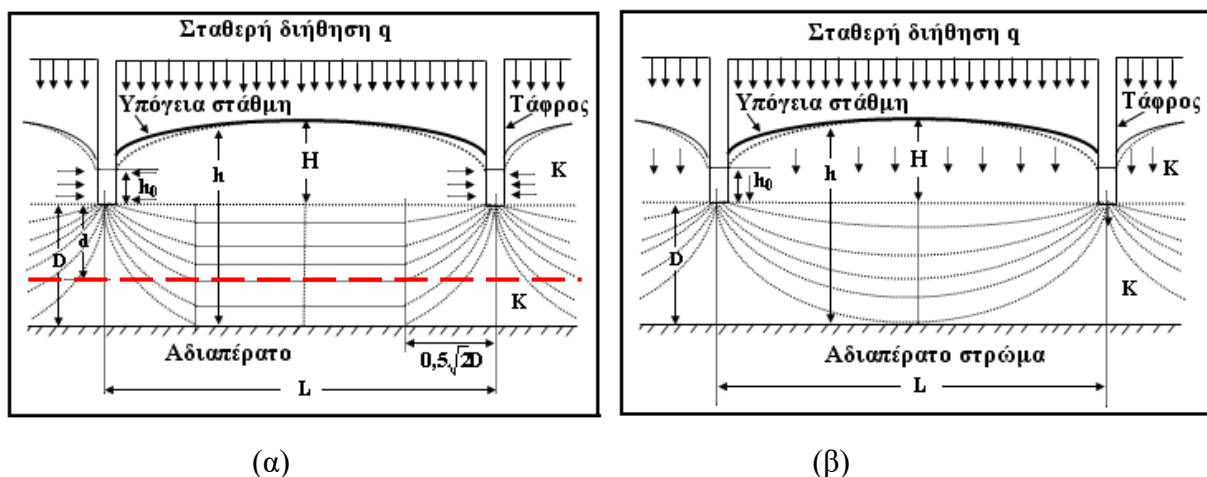 Σταθερή διήθηση q
Υπόγεια στάθμη
Τάφρος
H
h
h₀
K
d
D
K
Αδιαπέρατο
0,5√2D
L
(α)
Σταθερή διήθηση q
Υπόγεια στάθμη
Τάφρος
H
h
h₀
K
D
K
Αδιαπέρατο στρώμα
L
(β)